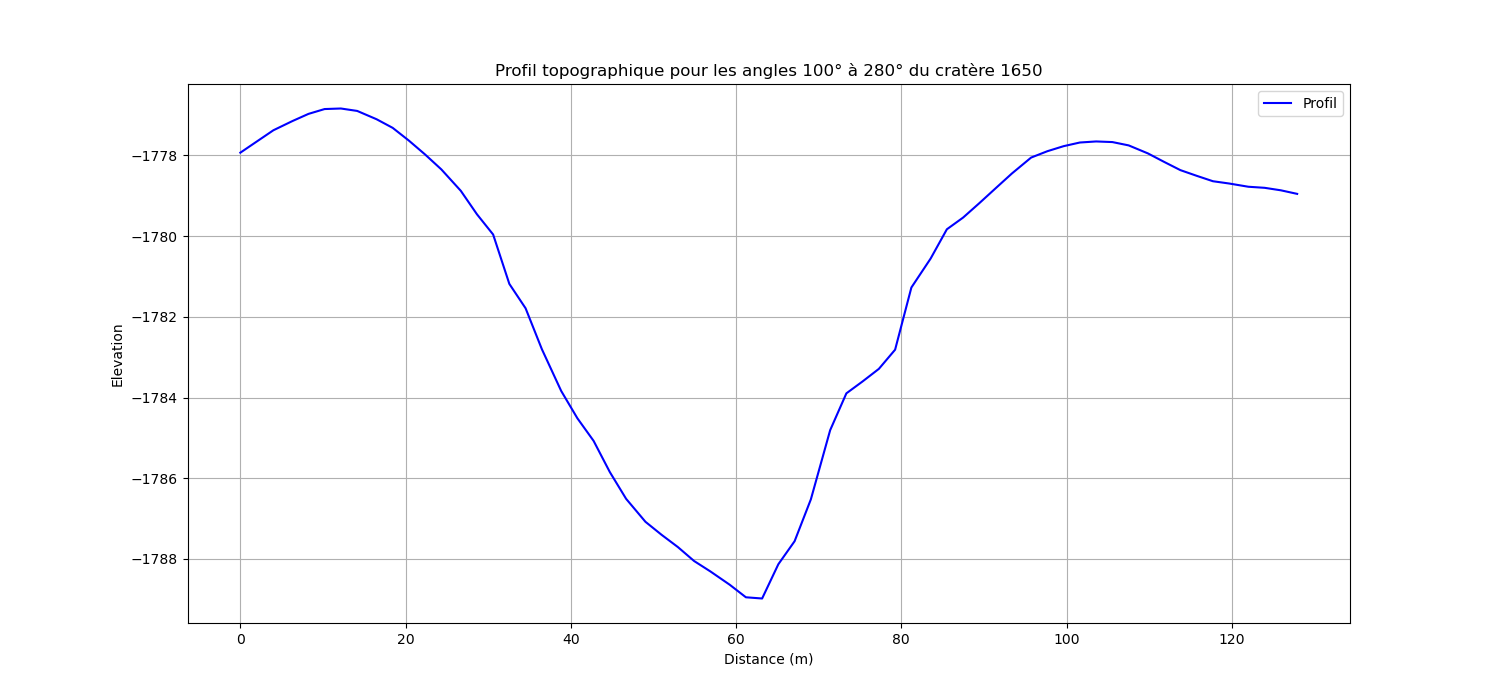 Profil topographique pour les angles 100° à 280° du cratère 1650
Profil
−1778
−1780
−1782
−1784
−1786
−1788
Elevation
0 20 40 60 80 100 120
Distance (m)